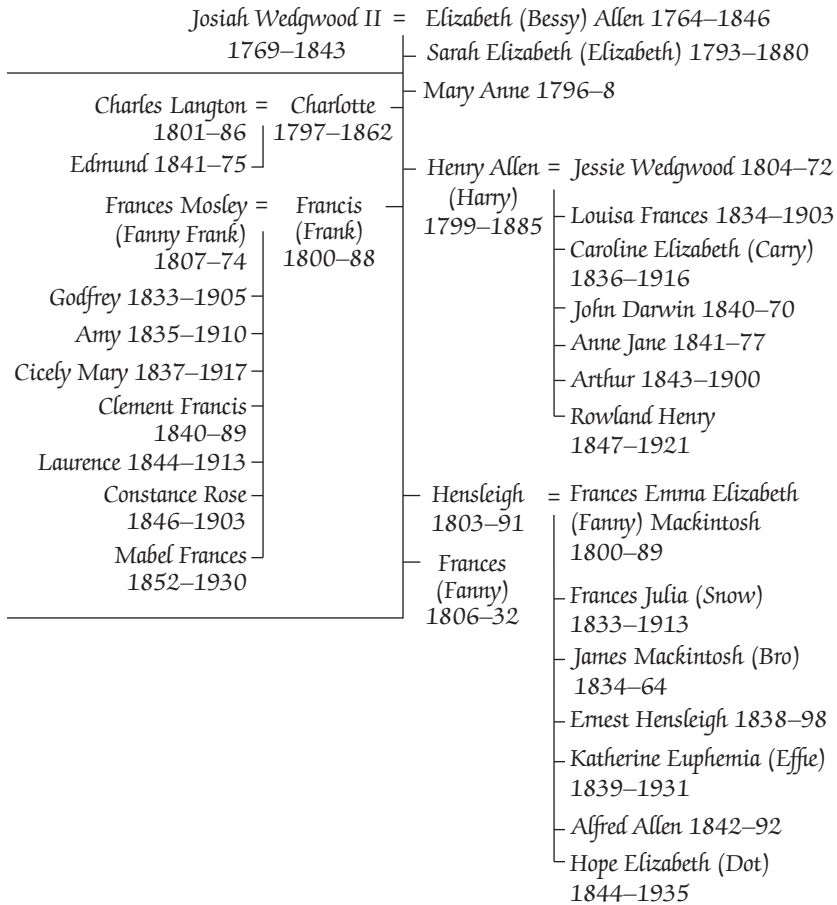 Josiah Wedgwood II = Elizabeth (Bessy) Allen 1764–1846
1769–1843
Sarah Elizabeth (Elizabeth) 1793–1880
Mary Anne 1796–8
Charles Langton = Charlotte
1801–86 1797–1862
Edmund 1841–75
Henry Allen = Jessie Wedgwood 1804–72
(Harry)
1799–1885
Louisa Frances 1834–1903
Caroline Elizabeth (Carry)
1836–1916
John Darwin 1840–70
Anne Jane 1841–77
Arthur 1843–1900
Rowland Henry
1847–1921
Frances Mosley = Francis
(Fanny Frank) (Frank)
1807–74 1800–88
Godfrey 1833–1905
Amy 1835–1910
Cicely Mary 1837–1917
Clement Francis
1840–89
Laurence 1844–1913
Constance Rose
1846–1903
Mabel Frances
1852–1930
Hensleigh = Frances Emma Elizabeth
1803–91 (Fanny) Mackintosh
1800–89
Frances
(Fanny)
1806–32
Frances Julia (Snow)
1833–1913
James Mackintosh (Bro)
1834–64
Ernest Hensleigh 1838–98
Katherine Euphemia (Effie)
1839–1931
Alfred Allen 1842–92
Hope Elizabeth (Dot)
1844–1935